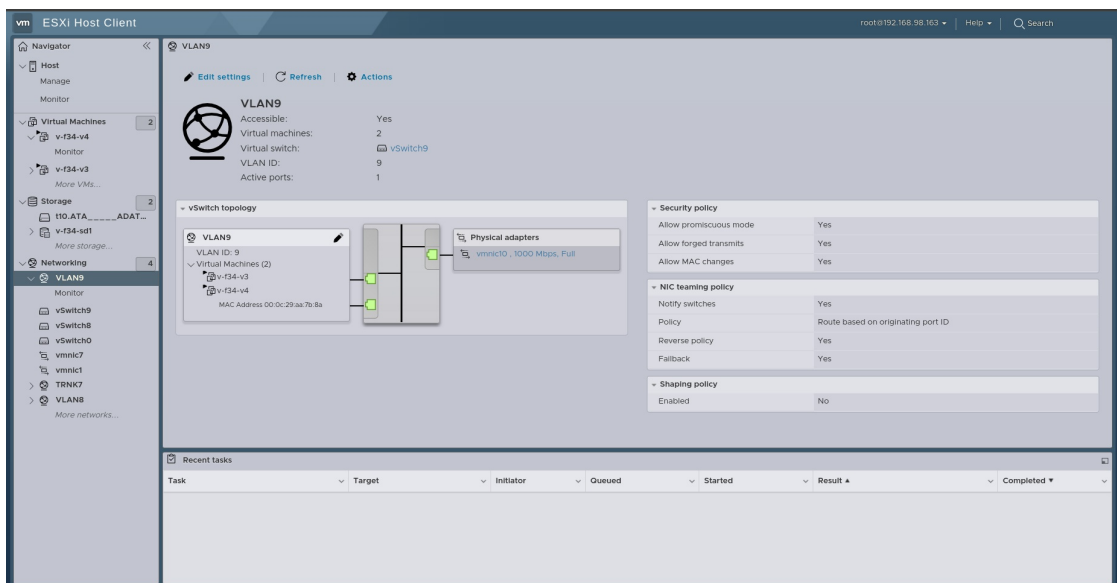 vm ESXi Host Client
root@192.168.98.163 Help Search
Navigator
Host
Manage
Monitor
Virtual Machines 2
v-f34-v4
Monitor
v-f34-v3
More VMs...
Storage 2
t10.ATA_____ADAT...
v-f34-sd1
More storage...
Networking 4
VLAN9
Monitor
vSwitch9
vSwitch8
vSwitch0
vmnic7
vmnic1
TRNK7
VLAN8
More networks...
VLAN9
Edit settings Refresh Actions
VLAN9
Accessible: Yes
Virtual machines: 2
Virtual switch: vSwitch9
VLAN ID: 9
Active ports: 1
vSwitch topology
VLAN9
VLAN ID: 9
Virtual Machines (2)
v-f34-v3
v-f34-v4
MAC Address 00:0c:29:aa:7b:8a
Physical adapters
vmnic10 , 1000 Mbps, Full
Security policy
Allow promiscuous mode Yes
Allow forged transmits Yes
Allow MAC changes Yes
NIC teaming policy
Notify switches Yes
Policy Route based on originating port ID
Reverse policy Yes
Failback Yes
Shaping policy
Enabled No
Recent tasks
Task Target Initiator Queued Started Result Completed